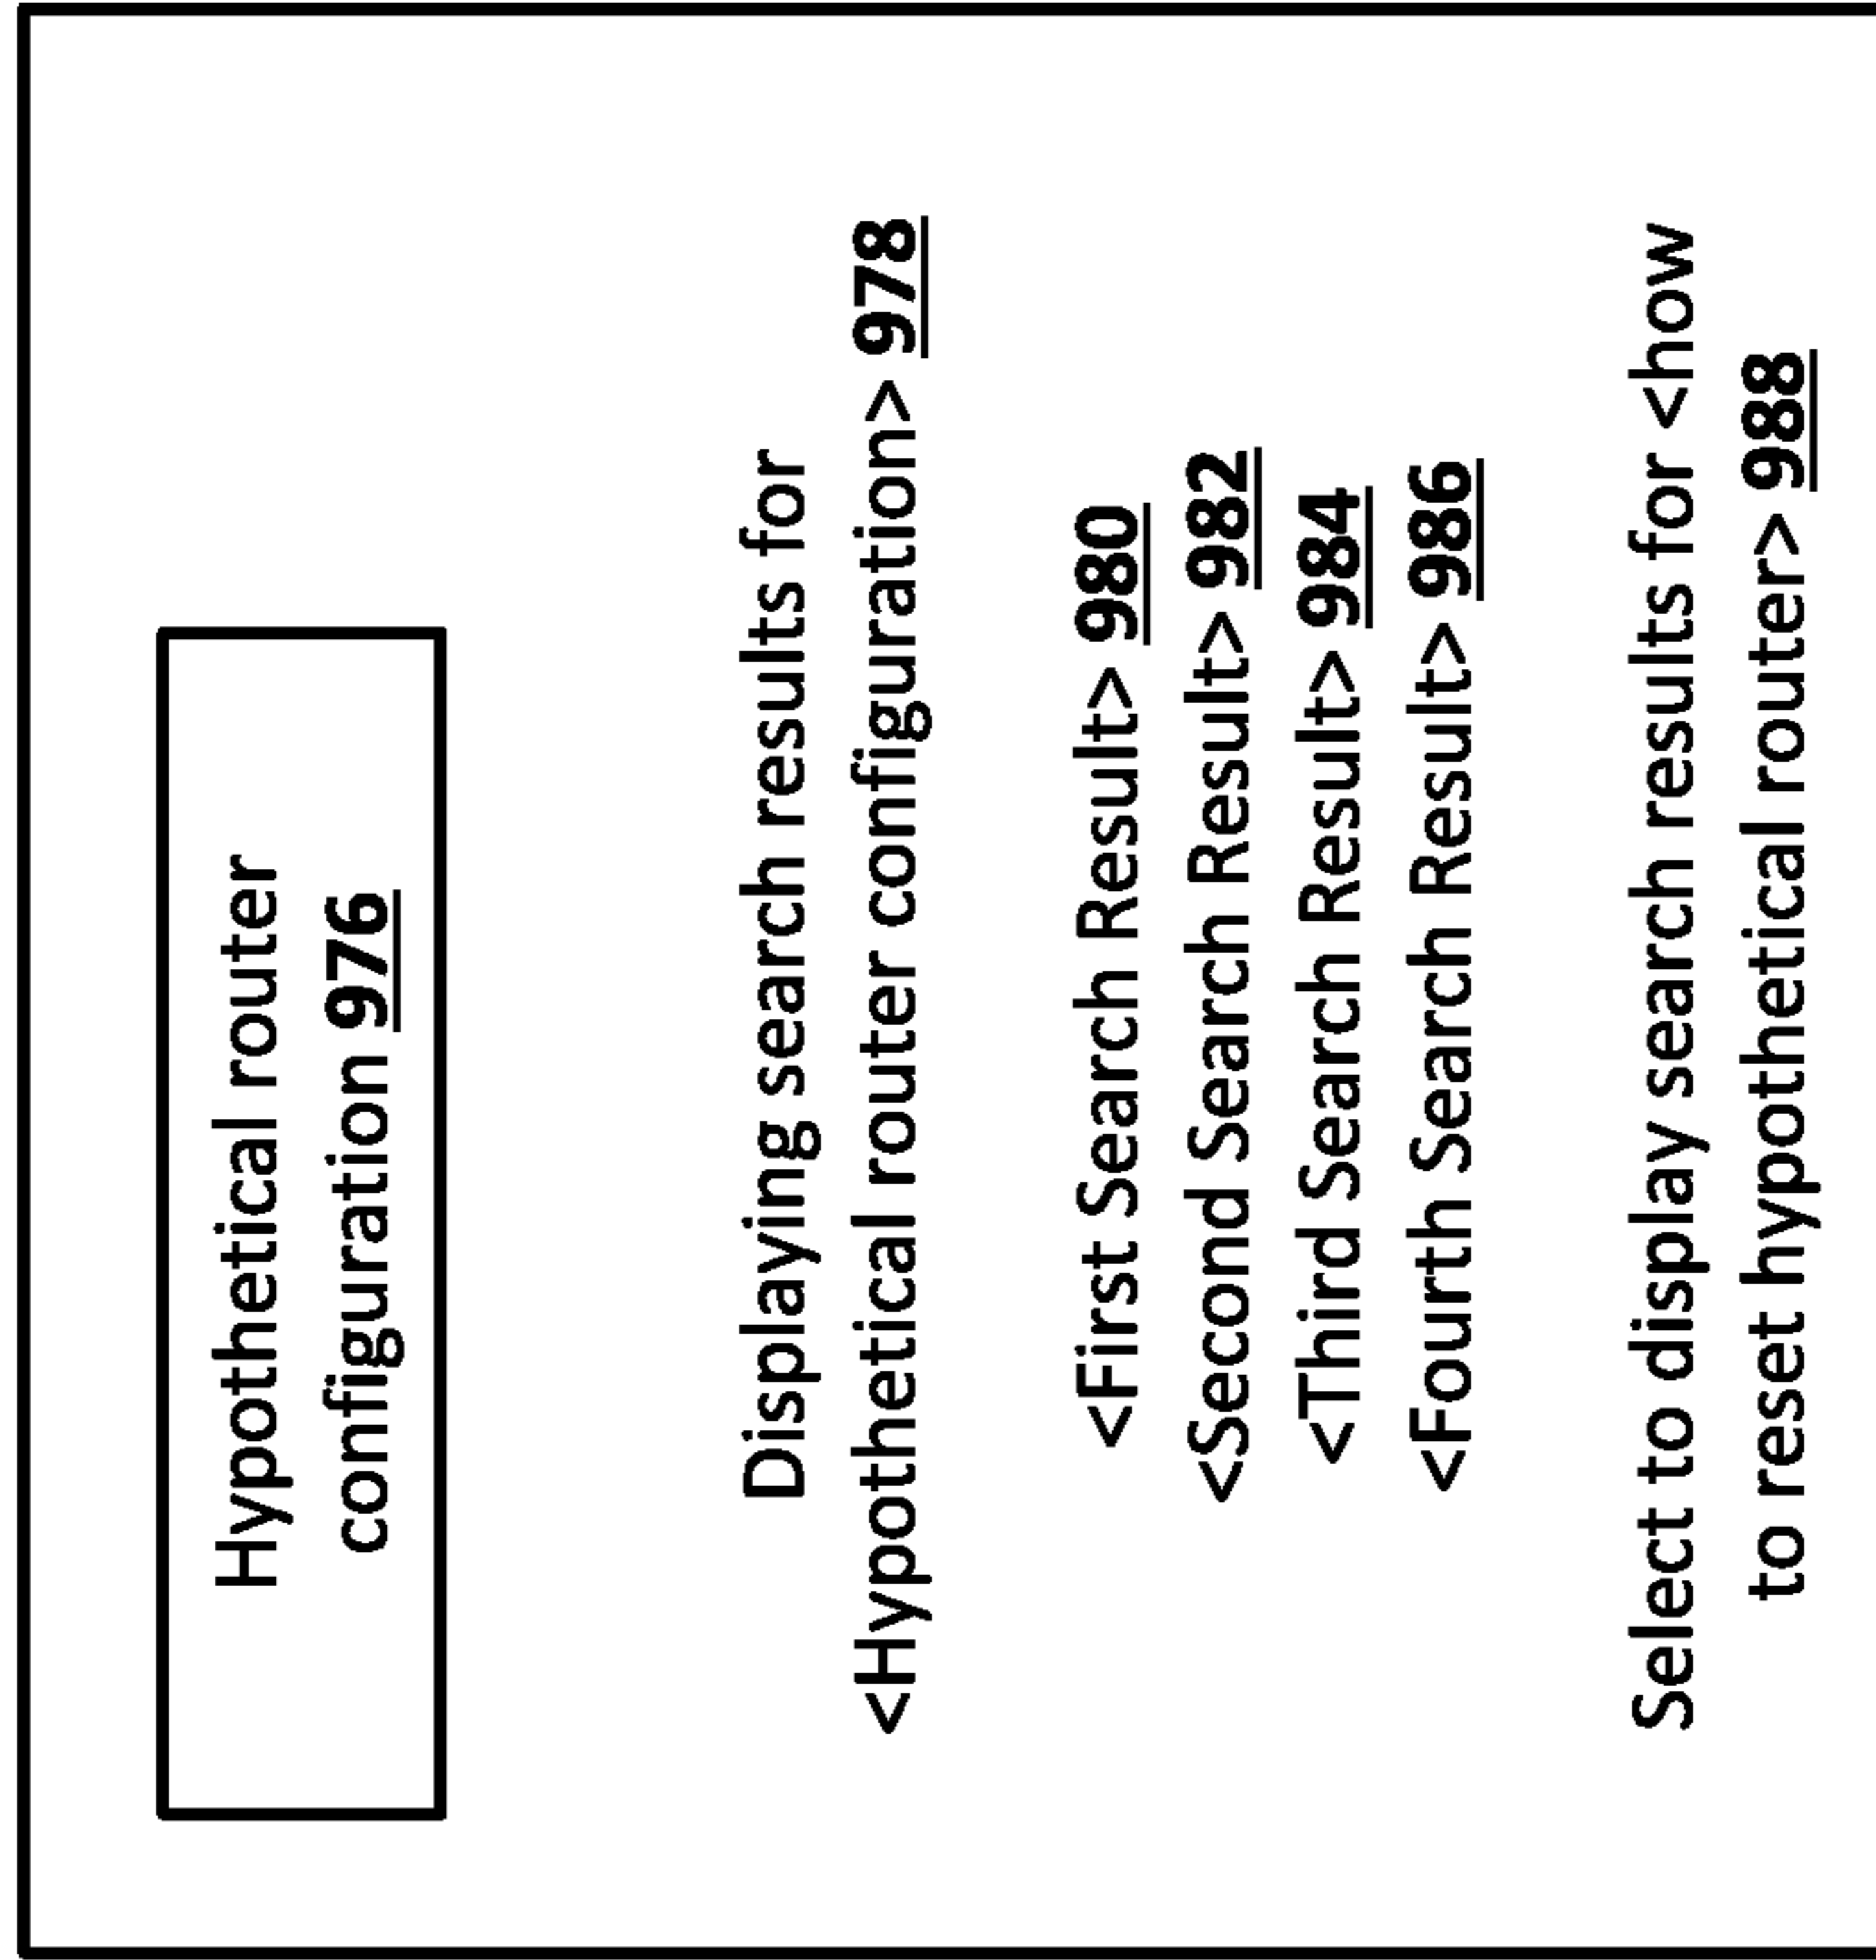 Hypothetical router
configuration 976
Displaying search results for
<Hypothetical router configuration> 978
<First Search Result> 980
<Second Search Result> 982
<Third Search Result> 984
<Fourth Search Result> 986
Select to display search results for <how
to reset hypothetical router> 988